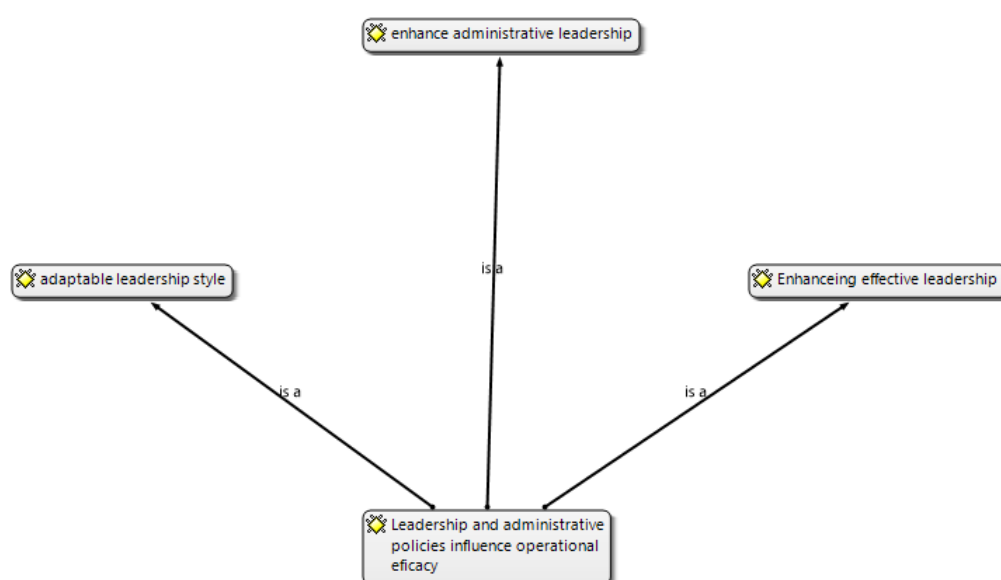 enhance administrative leadership
is a
adaptable leadership style
Enhanceing effective leadership
is a
is a
Leadership and administrative
policies influence operational
eficacy